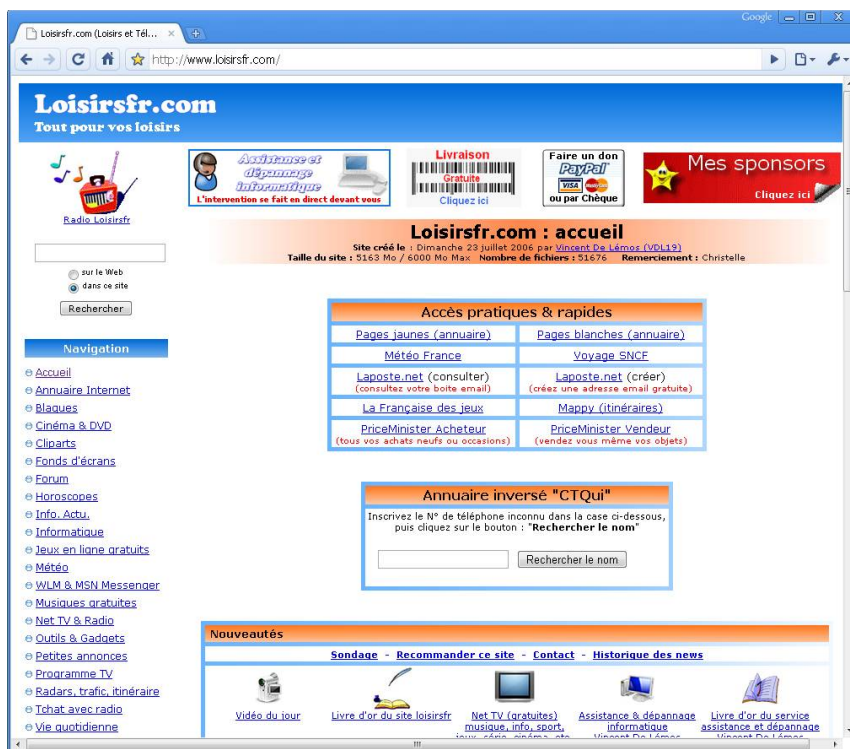 Google
Loisirsfr.com (Loisirs et Tél...
http://www.loisirsfr.com/
Loisirsfr.com
Tout pour vos loisirs
Radio Loisirsfr
Assistance et
dépannage
informatique
L'intervention se fait en direct devant vous
Livraison
Gratuite
Cliquez ici
Faire un don
PayPal
VISA
ou par Chèque
Mes sponsors
Cliquez ici
Loisirsfr.com : accueil
Site créé le : Dimanche 23 juillet 2006 par Vincent De Lémos (VDL19)
Taille du site : 5163 Mo / 6000 Mo Max Nombre de fichiers : 51676 Remerciement : Christelle
sur le Web
dans ce site
Rechercher
Navigation
Accueil
Annuaire Internet
Blagues
Cinéma & DVD
Cliparts
Fonds d'écrans
Forum
Horoscopes
Info. Actu.
Informatique
Jeux en ligne gratuits
Météo
WLM & MSN Messenger
Musiques gratuites
Net TV & Radio
Outils & Gadgets
Petites annonces
Programme TV
Radars, trafic, itinéraire
Tchat avec radio
Vie quotidienne
Accès pratiques & rapides
Pages jaunes (annuaire) Pages blanches (annuaire)
Météo France Voyage SNCF
Laposte.net (consulter) Laposte.net (créer)
(consultez votre boite email) (créez une adresse email gratuite)
La Française des jeux Mappy (itinéraires)
PriceMinister Acheteur PriceMinister Vendeur
(tous vos achats neufs ou occasions) (vendez vous même vos objets)
Annuaire inversé "CTQui"
Inscrivez le N° de téléphone inconnu dans la case ci-dessous,
puis cliquez sur le bouton : "Rechercher le nom"
Rechercher le nom
Nouveautés
Sondage - Recommander ce site - Contact - Historique des news
Vidéo du jour Livre d'or du site loisirsfr Net TV (gratuites) Assistance & dépannage Livre d'or du service
musique, info, sport, informatique assistance et dépannage
jeux, série, cinéma, etc Vincent De Lémos Vincent De Lémos